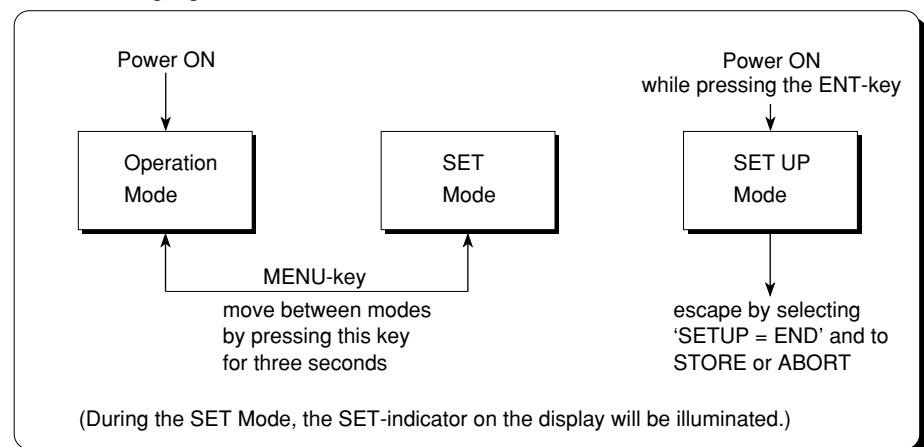 Power ON
Operation
Mode
SET
Mode
MENU-key
move between modes
by pressing this key
for three seconds
Power ON
while pressing the ENT-key
SET UP
Mode
escape by selecting
‘SETUP = END’ and to
STORE or ABORT
(During the SET Mode, the SET-indicator on the display will be illuminated.)